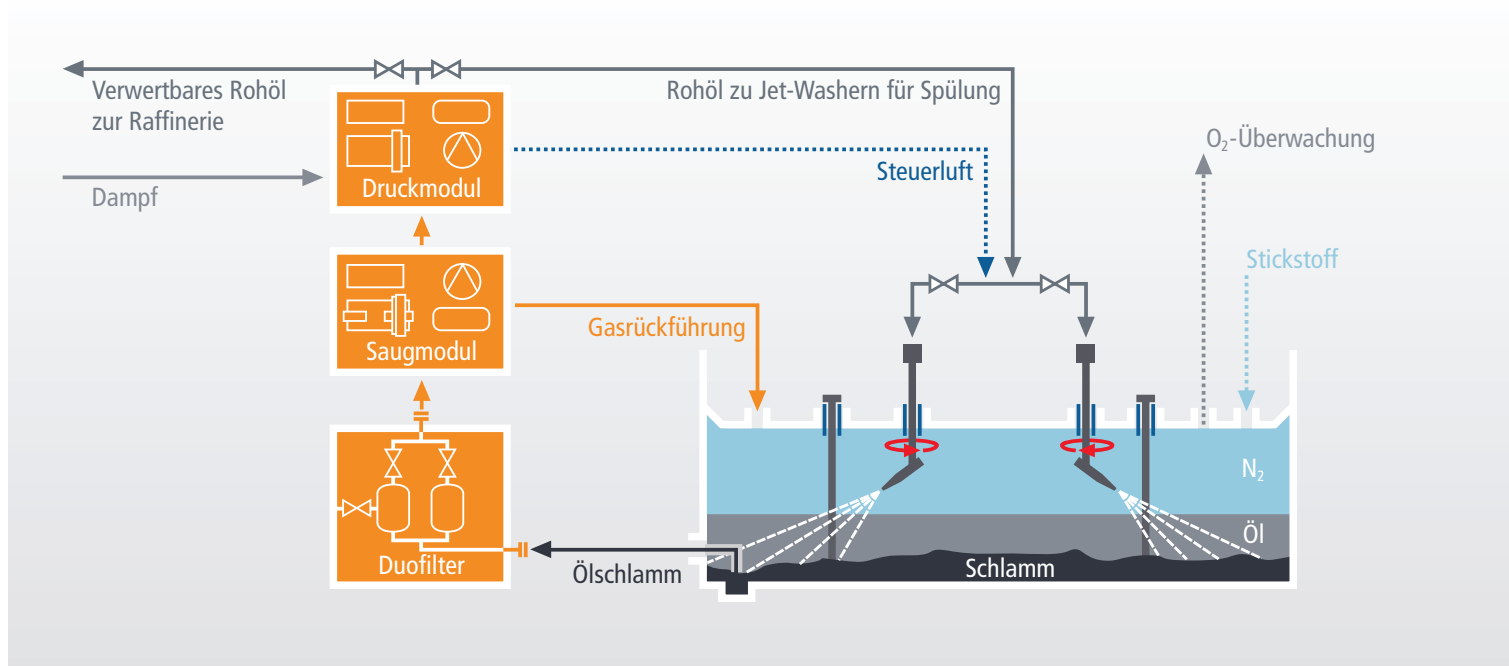 Verwertbares Rohöl
zur Raffinerie
Rohöl zu Jet-Washern für Spülung
O₂-Überwachung
Dampf
Druckmodul
Steuerluft
Stickstoff
Gasrückführung
Saugmodul
N₂
Öl
Duofilter
Ölschlamm
Schlamm